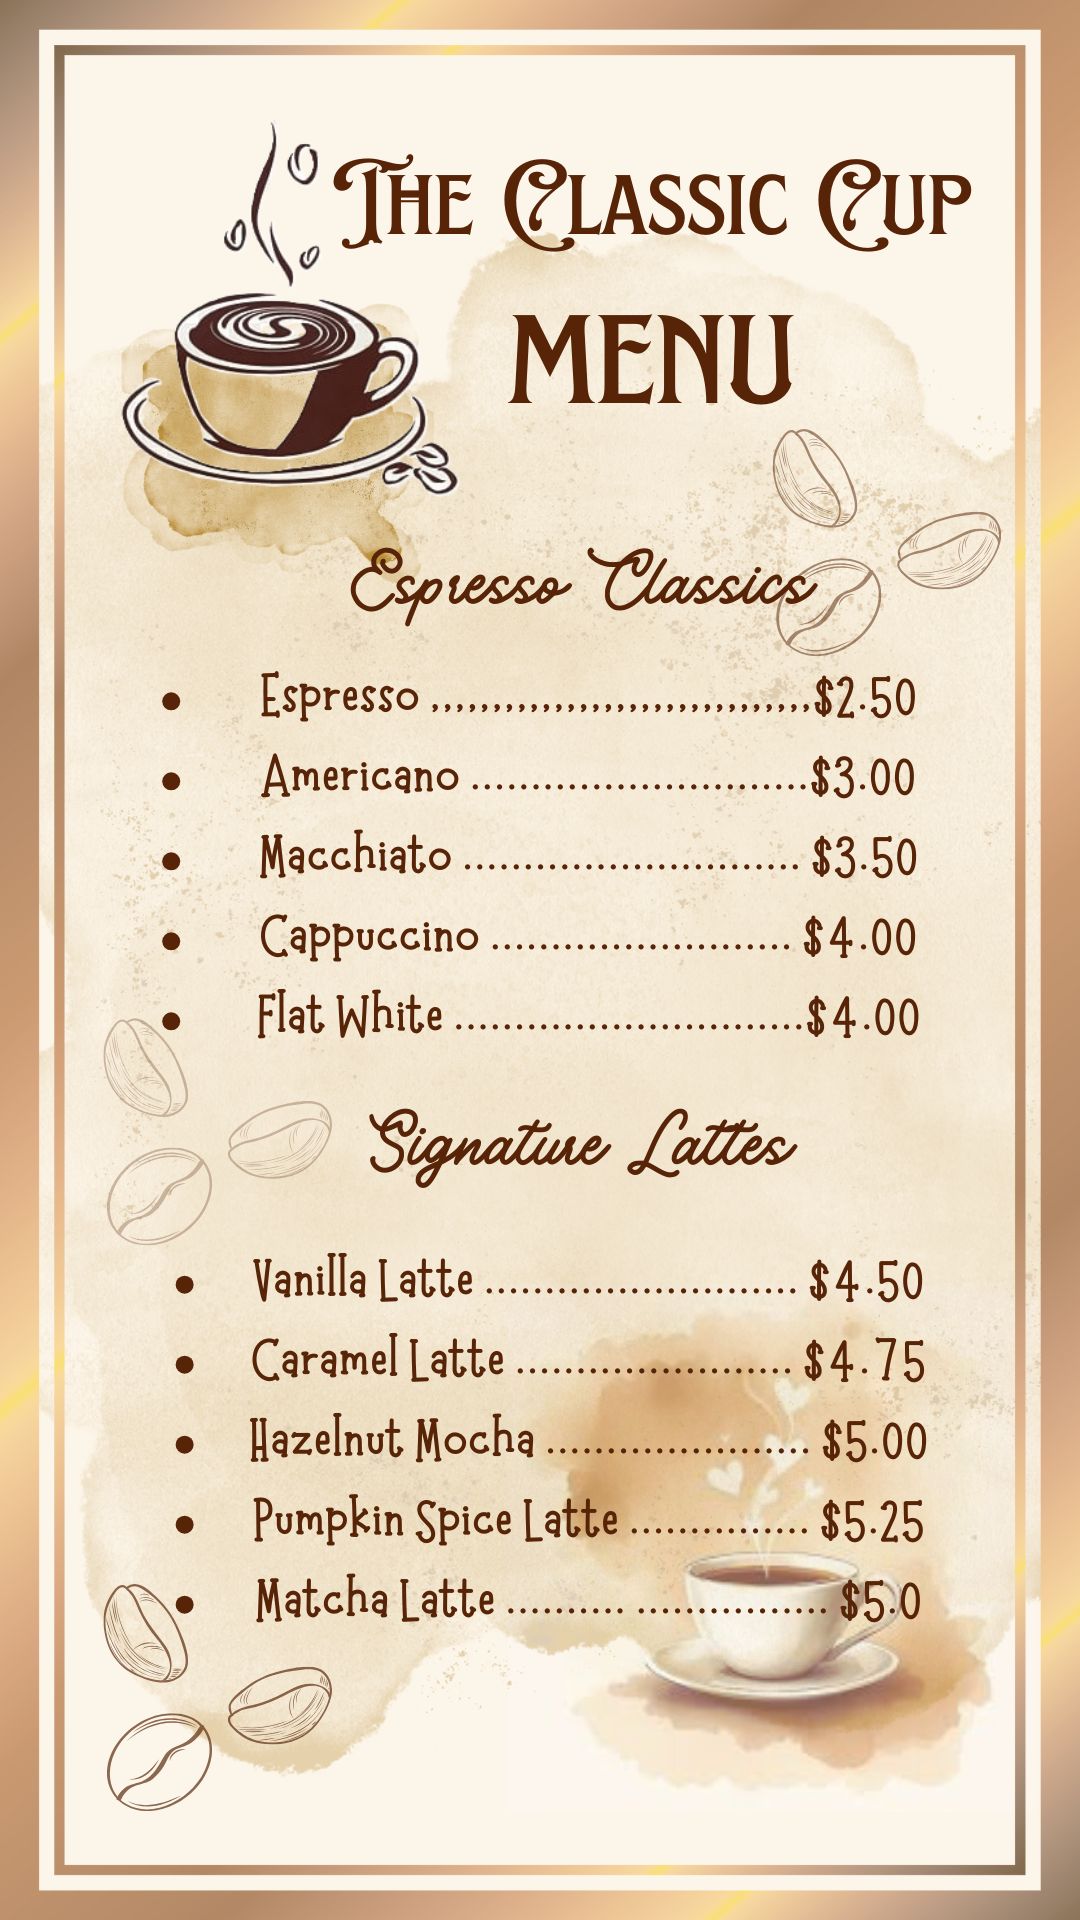 The Classic Cup
MENU
Espresso Classics
• Espresso ,,,,,,,,,,,,,,,,,,,,,,,,,,,,,,,$2.50
• Americano ............................$3.00
• Macchiato ............................ $3.50
• Cappuccino ......................... $4.00
• Flat White .............................$4.00
Signature Lattes
• Vanilla Latte .......................... $4.50
• Caramel Latte ....................... $4.75
• Hazelnut Mocha ...................... $5.00
• Pumpkin Spice Latte ............... $5.25
• Matcha Latte .......... ................ $5.0